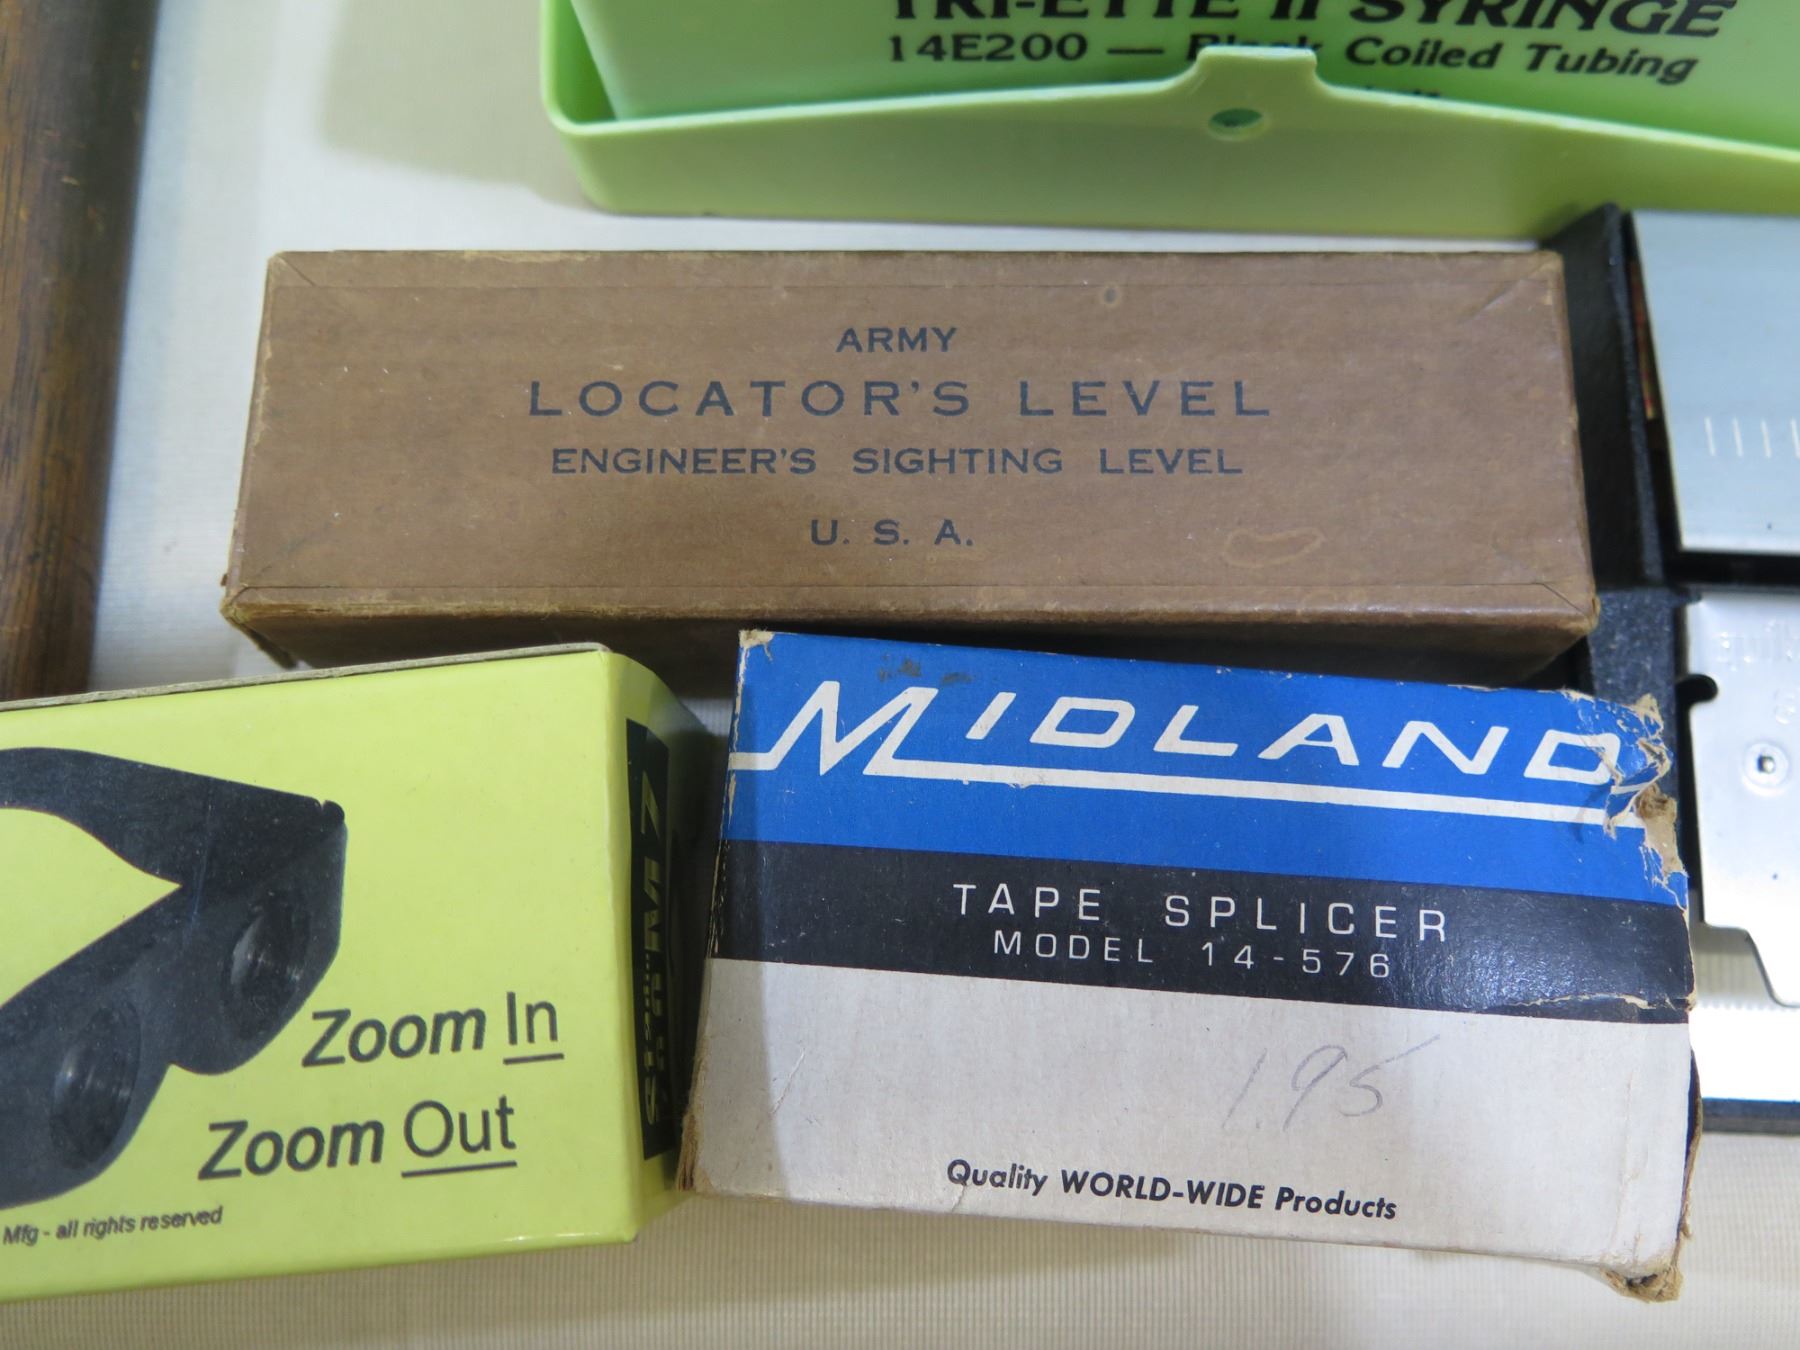 TRI-ETTE II SYRINGE
14E200 — Black Coiled Tubing
ARMY
LOCATOR'S LEVEL
ENGINEER'S SIGHTING LEVEL
U. S. A.
MIDLAND
TAPE SPLICER
MODEL 14-576
1.95
Quality WORLD-WIDE Products
Zoom In
Zoom Out
Mfg - all rights reserved